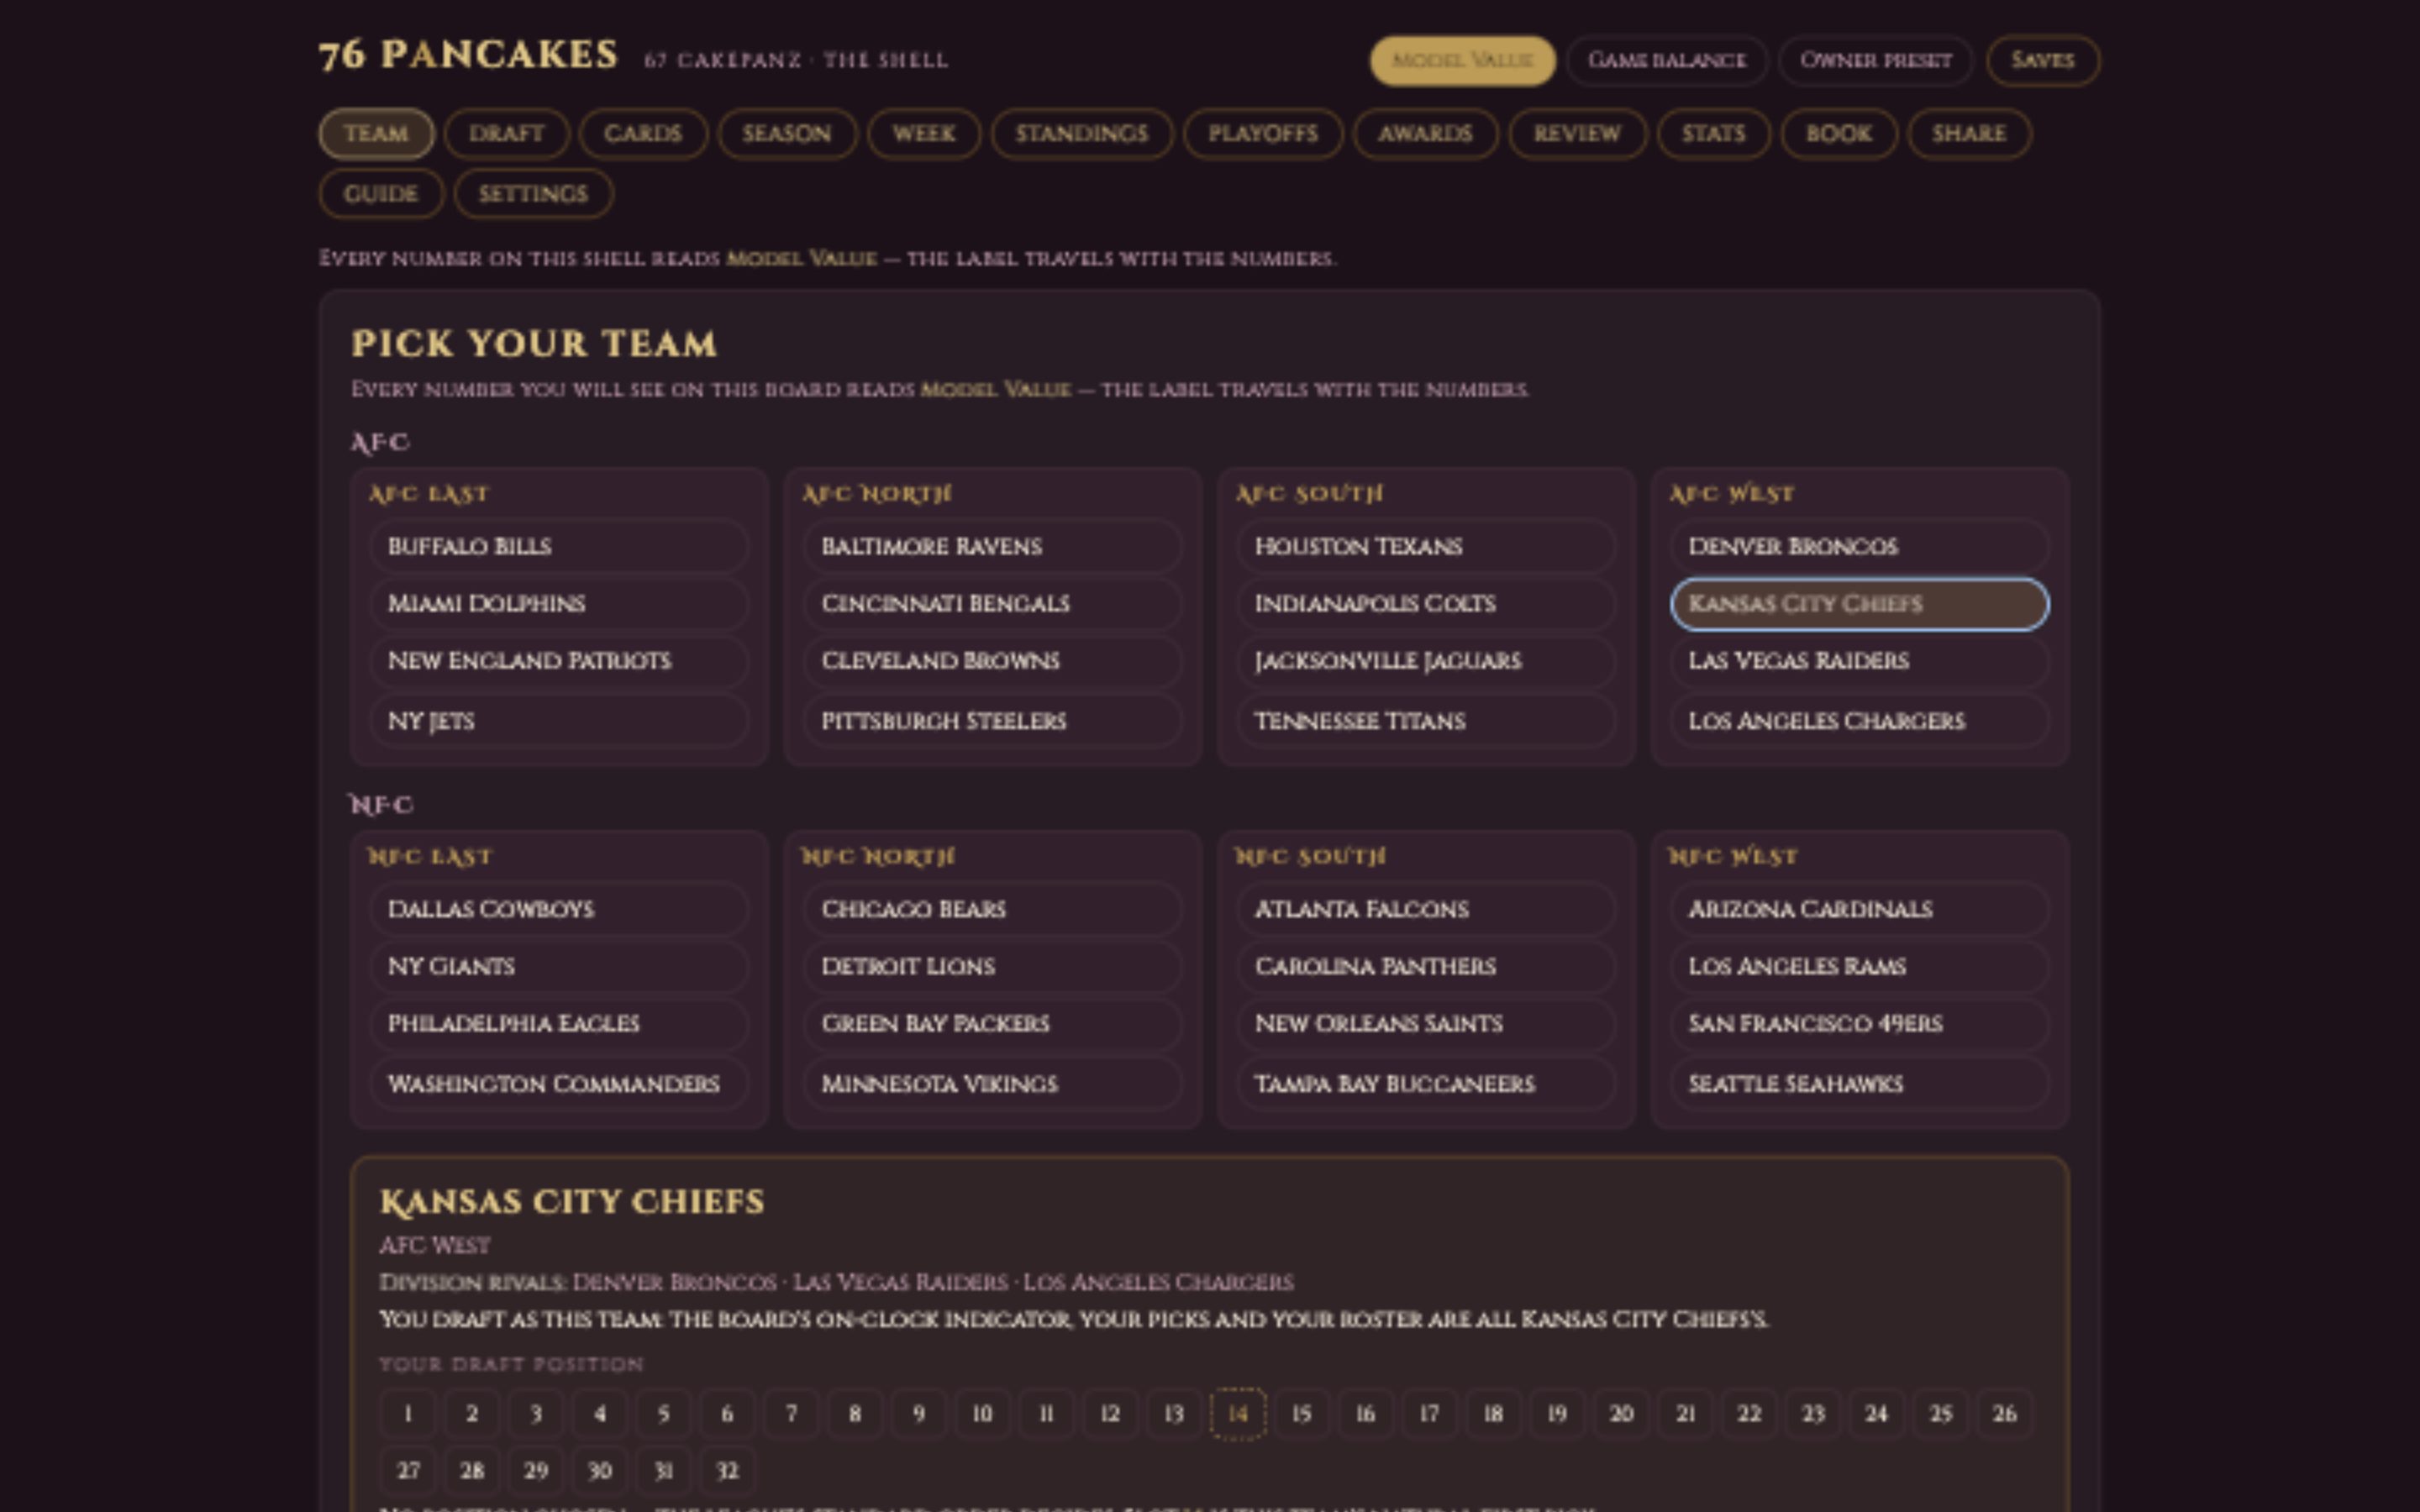 76 PANCAKES 67 CAKEPANZ · THE SHELL
Model Value Game balance Owner preset Saves
TEAM DRAFT CARDS SEASON WEEK STANDINGS PLAYOFFS AWARDS REVIEW STATS BOOK SHARE
GUIDE SETTINGS
Every number on this shell reads Model Value — the label travels with the numbers.
PICK YOUR TEAM
Every number you will see on this board reads Model Value — the label travels with the numbers.
AFC
AFC EAST AFC NORTH AFC SOUTH AFC WEST
Buffalo Bills Baltimore Ravens Houston Texans Denver Broncos
Miami Dolphins Cincinnati Bengals Indianapolis Colts Kansas City Chiefs
New England Patriots Cleveland Browns Jacksonville Jaguars Las Vegas Raiders
NY Jets Pittsburgh Steelers Tennessee Titans Los Angeles Chargers
NFC
NFC EAST NFC NORTH NFC SOUTH NFC WEST
Dallas Cowboys Chicago Bears Atlanta Falcons Arizona Cardinals
NY Giants Detroit Lions Carolina Panthers Los Angeles Rams
Philadelphia Eagles Green Bay Packers New Orleans Saints San Francisco 49ers
Washington Commanders Minnesota Vikings Tampa Bay Buccaneers Seattle Seahawks
Kansas City Chiefs
AFC West
Division rivals: Denver Broncos · Las Vegas Raiders · Los Angeles Chargers
You draft as this team: the board's on-clock indicator, your picks and your roster are all Kansas City Chiefs's.
YOUR DRAFT POSITION
1 2 3 4 5 6 7 8 9 10 11 12 13 14 15 16 17 18 19 20 21 22 23 24 25 26
27 28 29 30 31 32